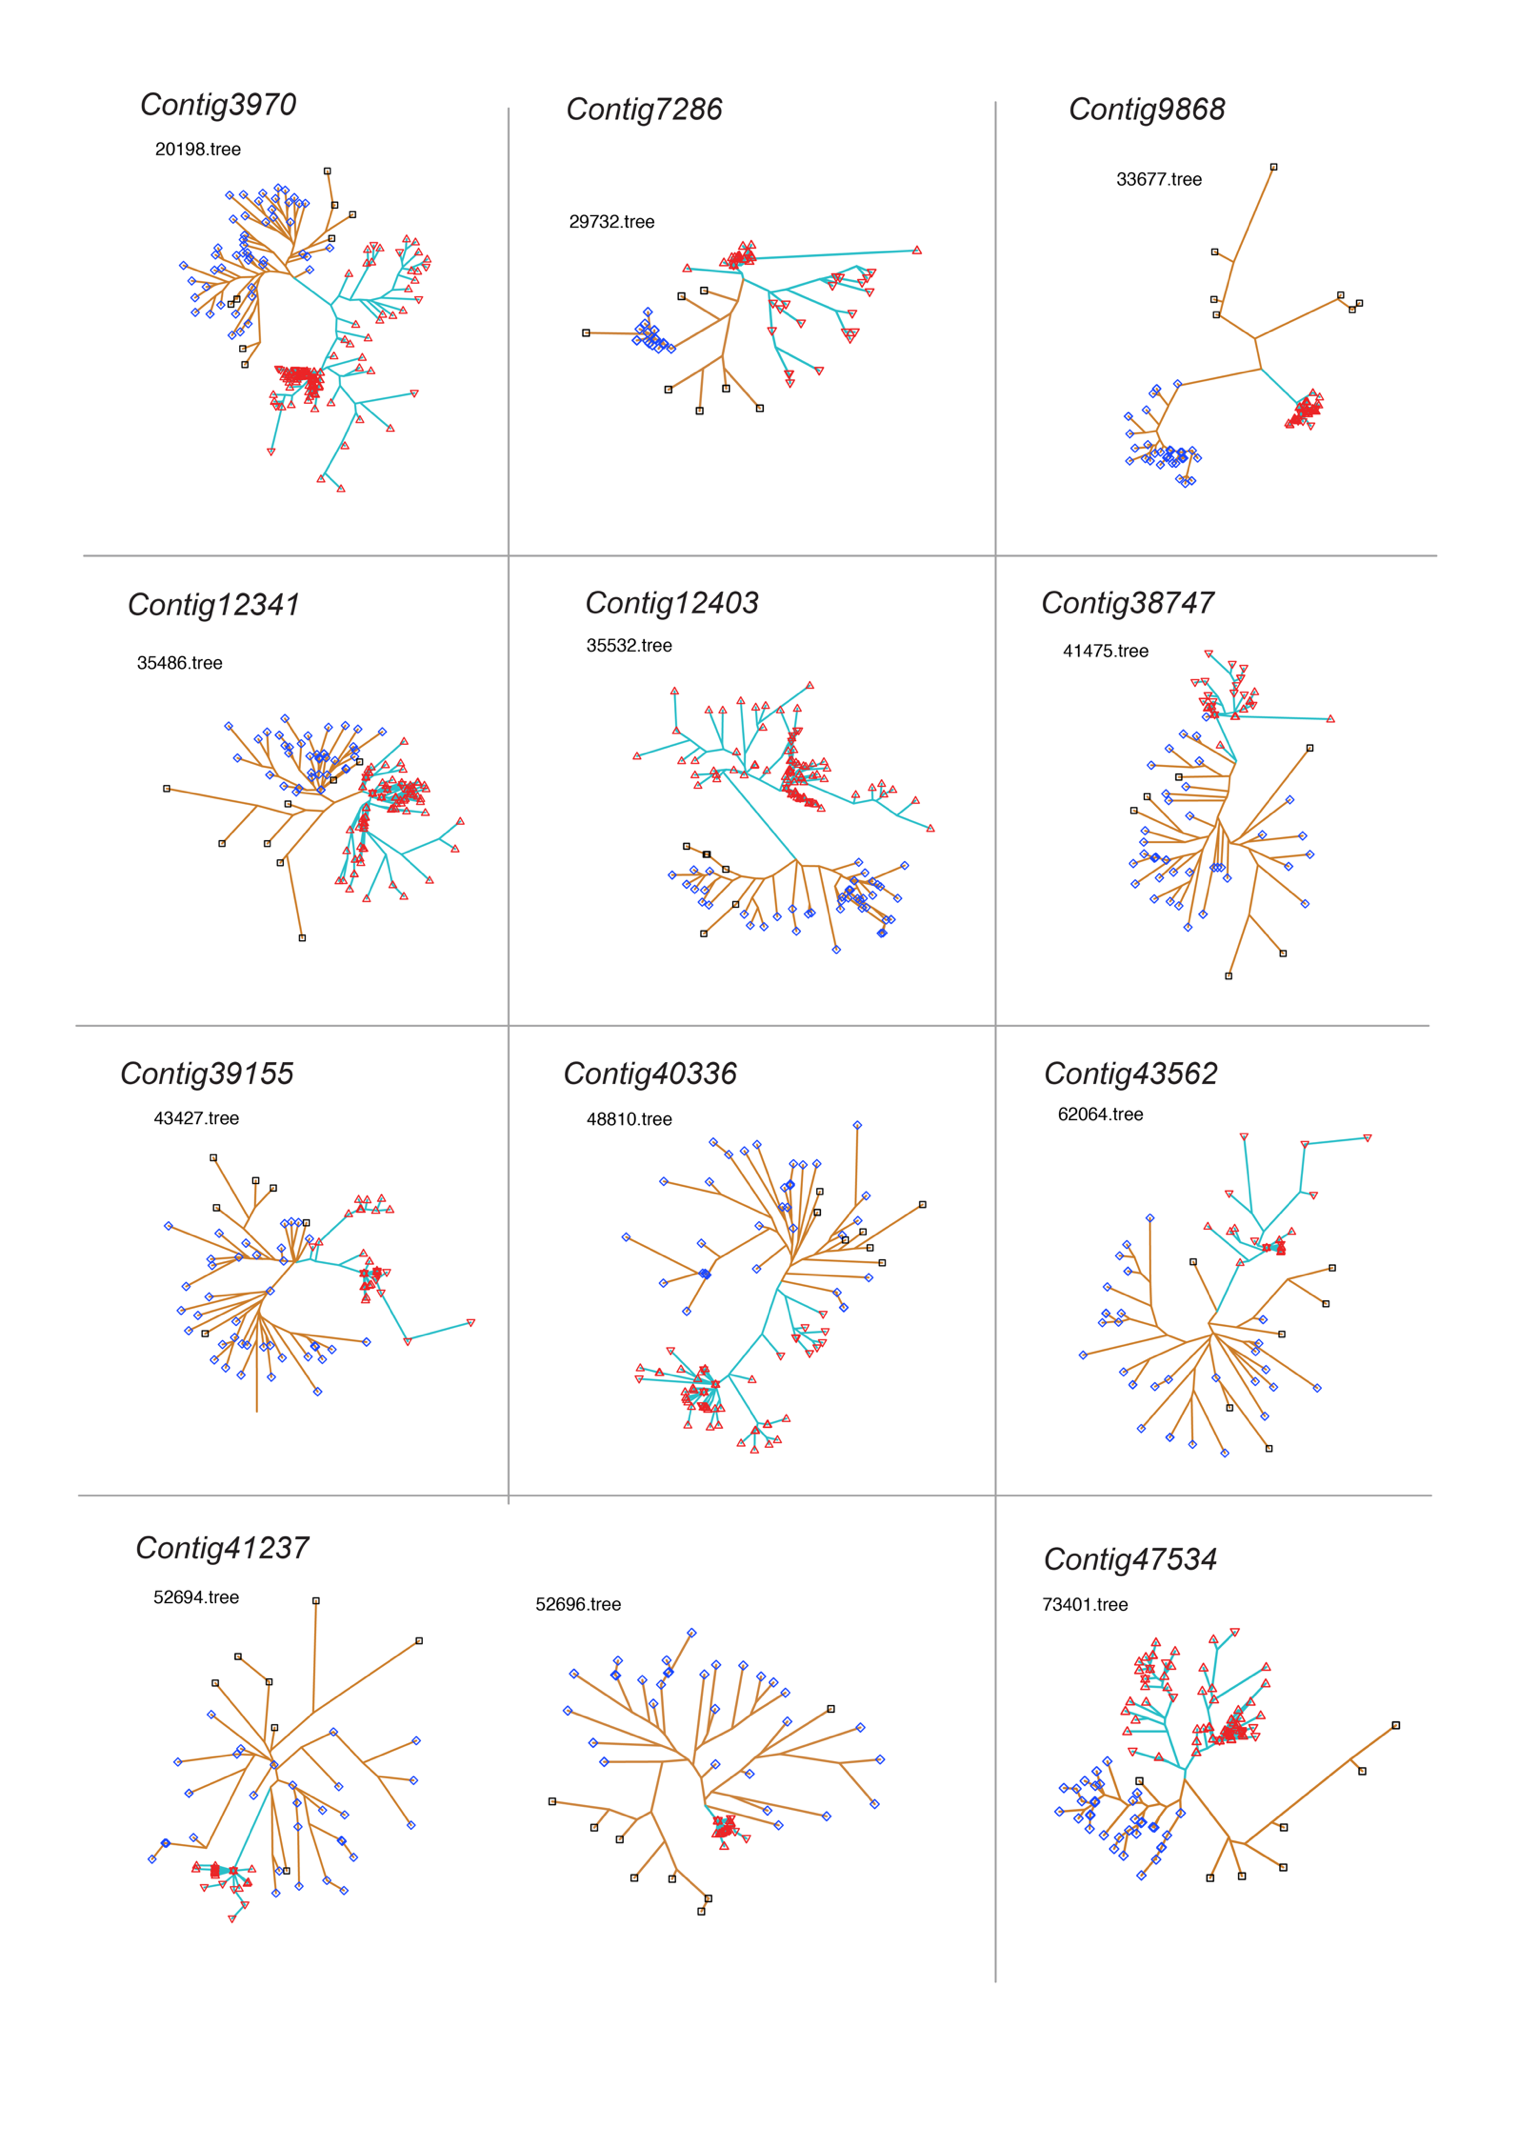 Contig3970
20198.tree
Contig7286
29732.tree
Contig9868
33677.tree
Contig12341
35486.tree
Contig12403
35532.tree
Contig38747
41475.tree
Contig39155
43427.tree
Contig40336
48810.tree
Contig43562
62064.tree
Contig41237
52694.tree
52696.tree
Contig47534
73401.tree